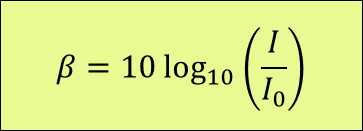 β = 10 log₁₀ (I/I₀)